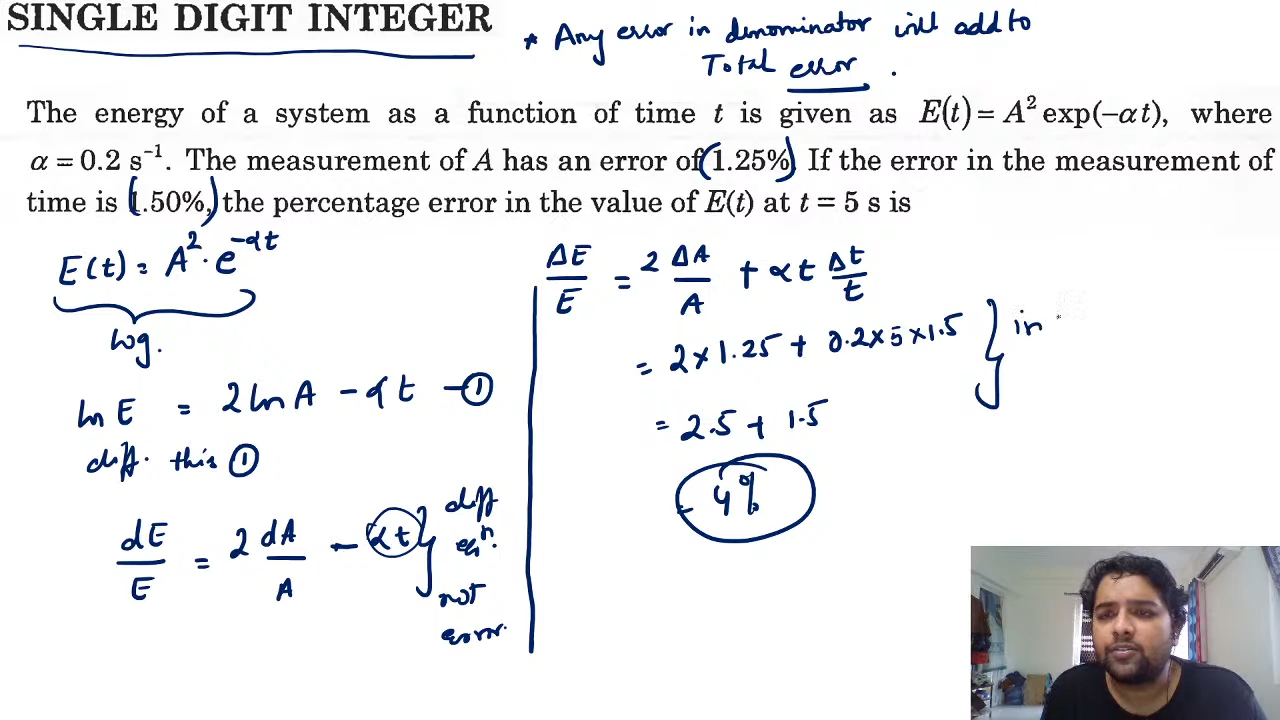 SINGLE DIGIT INTEGER
* Any error in denominator will add to
Total error.
The energy of a system as a function of time t is given as E(t) = A² exp(−αt), where
α = 0.2 s⁻¹. The measurement of A has an error of (1.25%). If the error in the measurement of
time is (1.50%,) the percentage error in the value of E(t) at t = 5 s is
E(t) = A² · e^(−αt)
log.
ln E = 2 ln A − αt —①
diff. this ①
dE/E = 2 dA/A − αt } diff
eqⁿ.
not
error.
ΔE/E = 2 ΔA/A + αt Δt/t
= 2×1.25 + 0.2×5×1.5 } in
= 2.5 + 1.5
= 4%